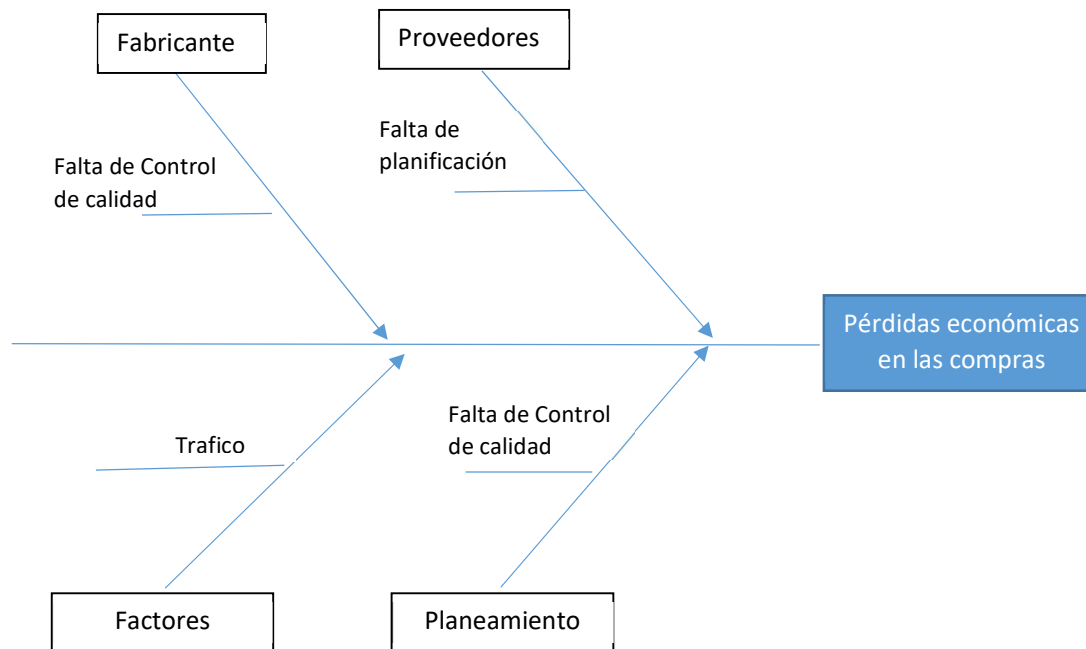 Fabricante
Proveedores
Falta de
planificación
Falta de Control
de calidad
Pérdidas económicas
en las compras
Falta de Control
de calidad
Trafico
Factores
Planeamiento